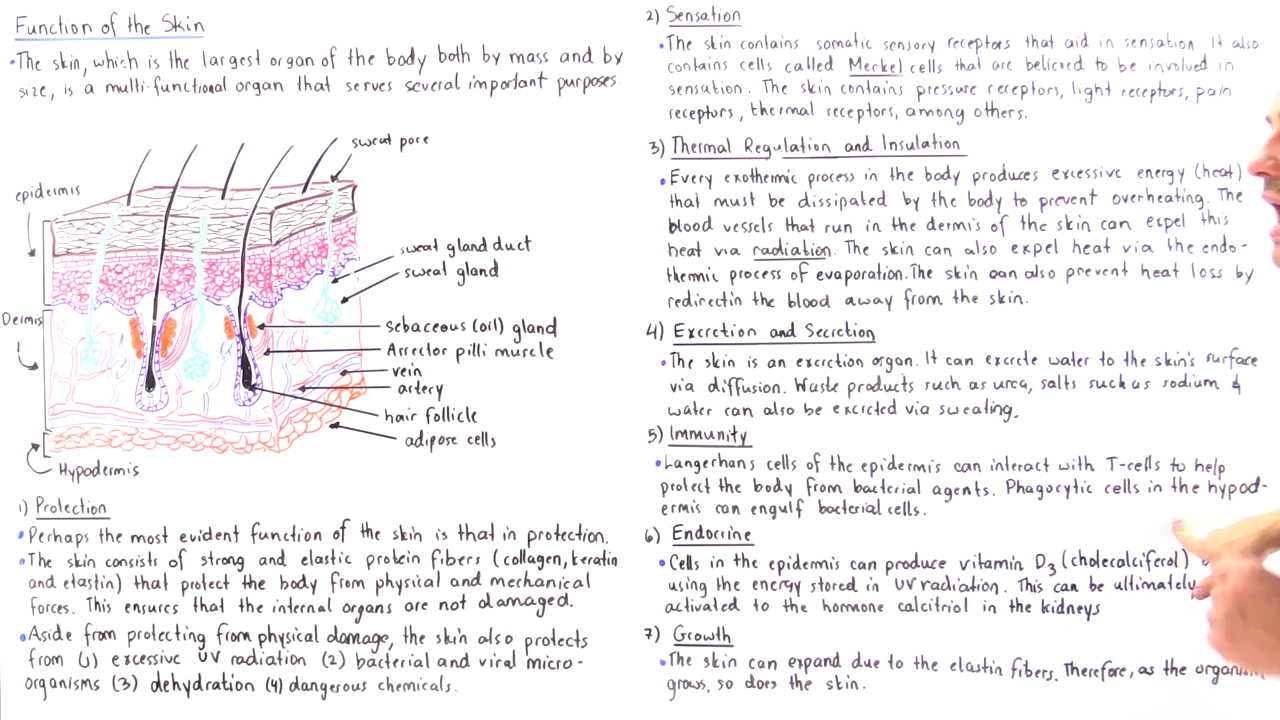 Function of the Skin
• The skin, which is the largest organ of the body both by mass and by
size, is a multi-functional organ that serves several important purposes.
sweat pore
epidermis
sweat gland duct
sweal gland
Dermis
sebaceous (oil) gland
Arrector pilli muscle
vein
artery
hair follicle
adipose cells
Hypodermis
1) Protection
• Perhaps the most evident function of the skin is that in protection.
• The skin consists of strong and elastic protein fibers (collagen, keratin
and elastin) that protect the body from physical and mechanical
forces. This ensures that the internal organs are not damaged.
• Aside from protecting from physical damage, the skin also protects
from (1) excessive UV radiation (2) bacterial and viral micro-
organisms (3) dehydration (4) dangerous chemicals.
2) Sensation
• The skin contains somatic sensory receptors that aid in sensation. It also
contains cells called Merkel cells that are believed to be involved in
sensation. The skin contains pressure receptors, light receptors, pain
receptors, thermal receptors, among others.
3) Thermal Regulation and Insulation
• Every exothermic process in the body produces excessive energy (heat)
that must be dissipated by the body to prevent overheating. The
blood vessels that run in the dermis of the skin can expel this
heat via radiation. The skin can also expel heat via the endo-
thermic process of evaporation. The skin can also prevent heat loss by
redirectin the blood away from the skin.
4) Excretion and Secretion
• The skin is an excretion organ. It can excrete water to the skin's surface
via diffusion. Waste products such as urea, salts such as sodium &
water can also be excreted via sweating.
5) Immunity
• Langerhans cells of the epidermis can interact with T-cells to help
protect the body from bacterial agents. Phagocytic cells in the hypod-
ermis can engulf bacterial cells.
6) Endocrine
• Cells in the epidermis can produce vitamin D3 (cholecalciferol)
using the energy stored in UV radiation. This can be ultimately
activated to the hormone calcitriol in the kidneys
7) Growth
• The skin can expand due to the elastin fibers. Therefore, as the organism
grows, so does the skin.